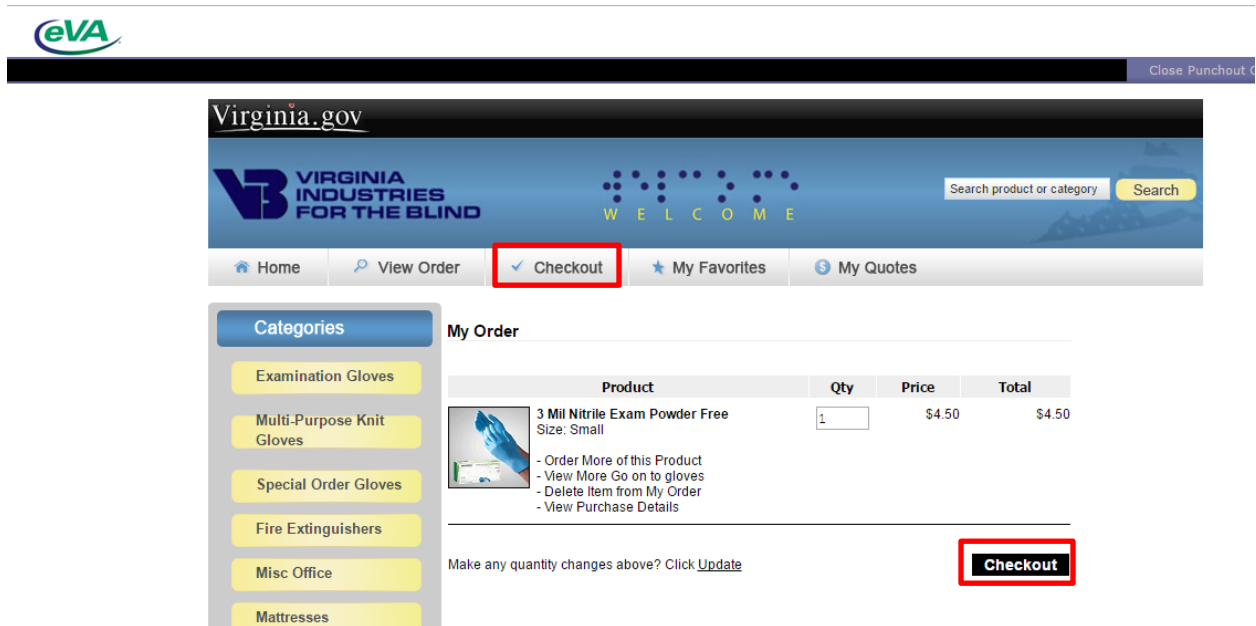 eVA
Close Punchout
Virginia.gov
VIRGINIA
INDUSTRIES
FOR THE BLIND
WELCOME
Search product or category Search
Home View Order Checkout My Favorites My Quotes
Categories
Examination Gloves
Multi-Purpose Knit
Gloves
Special Order Gloves
Fire Extinguishers
Misc Office
Mattresses
My Order
Product Qty Price Total
3 Mil Nitrile Exam Powder Free 1 $4.50 $4.50
Size: Small
- Order More of this Product
- View More Go on to gloves
- Delete Item from My Order
- View Purchase Details
Make any quantity changes above? Click Update
Checkout